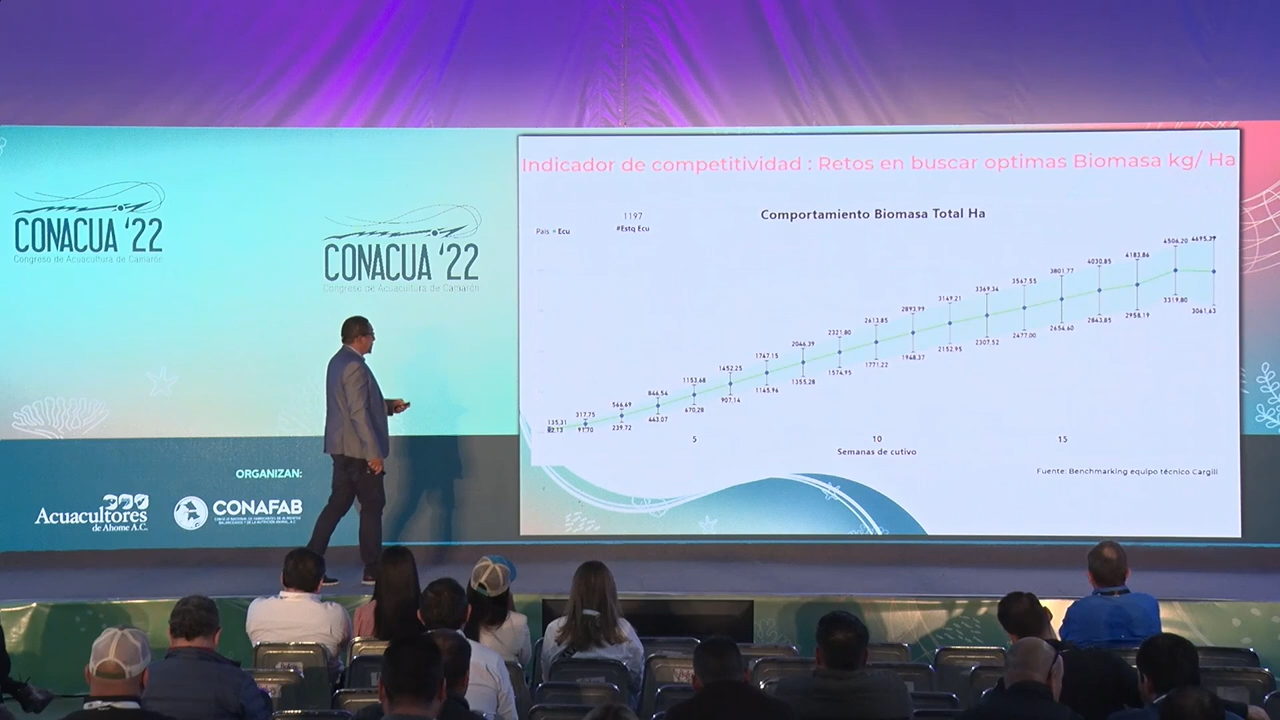 CONACUA '22
Congreso de Acuacultura de Camarón
CONACUA '22
Congreso de Acuacultura de Camarón
ORGANIZAN:
Acuacultores
de Ahome A.C.
CONAFAB
Indicador de competitividad : Retos en buscar optimas Biomasa kg/ Ha
Comportamiento Biomasa Total Ha
1197
#Estq Ecu
País = Ecu
135,31 317,75 566,69 846,54 1153,68 1452,25 1747,15 2046,39 2321,80 2613,85 2893,99 3149,21 3369,34 3567,55 3801,77 4030,85 4183,86 4506,20 4695,39
91,70 239,72 443,07 670,28 907,14 1145,96 1355,28 1574,95 1771,22 1948,37 2152,95 2307,52 2477,00 2654,60 2843,85 2958,19 3319,80 3061,63
5 10 15
Semanas de cutivo
Fuente: Benchmarking equipo técnico Cargill